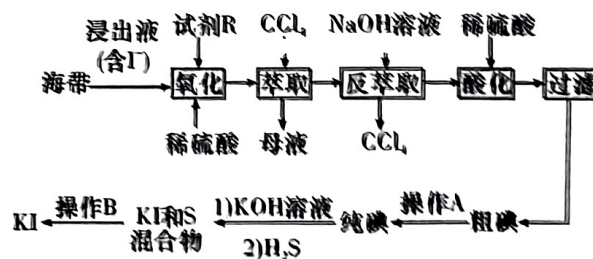 浸出液 试剂R CCl₄ NaOH溶液 稀硫酸
(含I⁻)
海带 氧化 萃取 反萃取 酸化 过滤
稀硫酸 母液 CCl₄
KI 操作B KI和S混合物 1)KOH溶液 2)H₂S 纯碘 操作A 粗碘